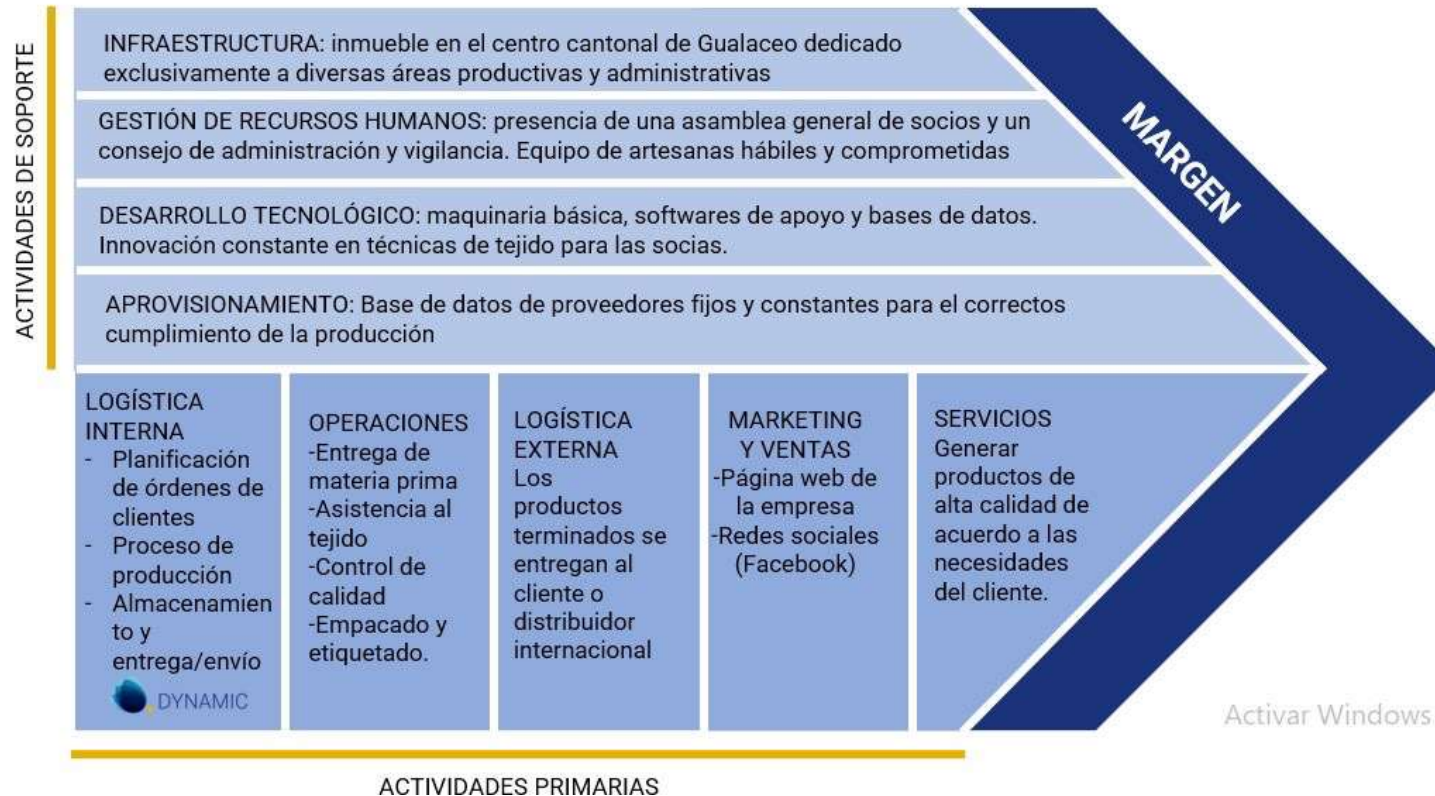 ACTIVIDADES DE SOPORTE
INFRAESTRUCTURA: inmueble en el centro cantonal de Gualaceo dedicado
exclusivamente a diversas áreas productivas y administrativas
GESTIÓN DE RECURSOS HUMANOS: presencia de una asamblea general de socios y un
consejo de administración y vigilancia. Equipo de artesanas hábiles y comprometidas
DESARROLLO TECNOLÓGICO: maquinaria básica, softwares de apoyo y bases de datos.
Innovación constante en técnicas de tejido para las socias.
APROVISIONAMIENTO: Base de datos de proveedores fijos y constantes para el correctos
cumplimiento de la producción
MARGEN
LOGÍSTICA
INTERNA
- Planificación
de órdenes de
clientes
- Proceso de
producción
- Almacenamien
to y
entrega/envío
DYNAMIC
OPERACIONES
-Entrega de
materia prima
-Asistencia al
tejido
-Control de
calidad
-Empacado y
etiquetado.
LOGÍSTICA
EXTERNA
Los
productos
terminados se
entregan al
cliente o
distribuidor
internacional
MARKETING
Y VENTAS
-Página web de
la empresa
-Redes sociales
(Facebook)
SERVICIOS
Generar
productos de
alta calidad de
acuerdo a las
necesidades
del cliente.
Activar Windows
ACTIVIDADES PRIMARIAS